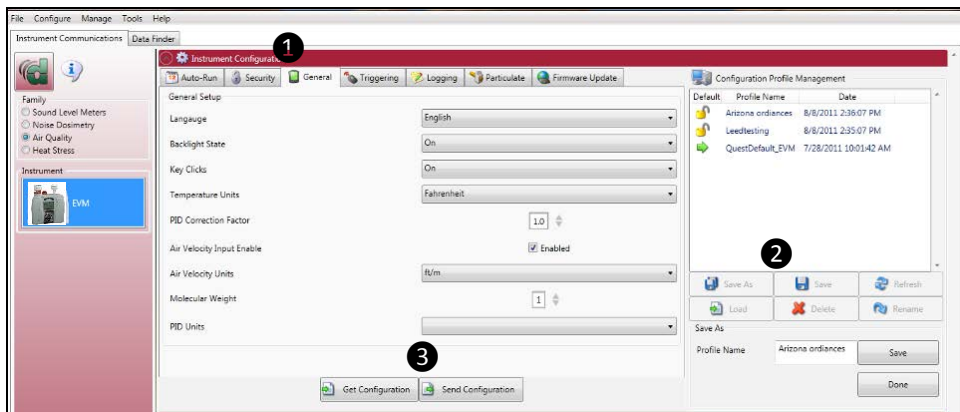 File Configure Manage Tools Help
Instrument Communications Data Finder
1
Instrument Configuratio
Auto-Run Security General Triggering Logging Particulate Firmware Update
Family
Sound Level Meters
Noise Dosimetry
Air Quality
Heat Stress
Instrument
EVM
General Setup
Langauge English
Backlight State On
Key Clicks On
Temperature Units Fahrenheit
PID Correction Factor 1.0
Air Velocity Input Enable Enabled
Air Velocity Units ft/m
Molecular Weight 1
PID Units
3
Get Configuration Send Configuration
Configuration Profile Management
Default Profile Name Date
Arizona ordiances 8/8/2011 2:36:07 PM
Leedtesting 8/8/2011 2:35:07 PM
QuestDefault_EVM 7/28/2011 10:01:42 AM
2
Save As Save Refresh
Load Delete Rename
Save As
Profile Name Arizona ordiances Save
Done